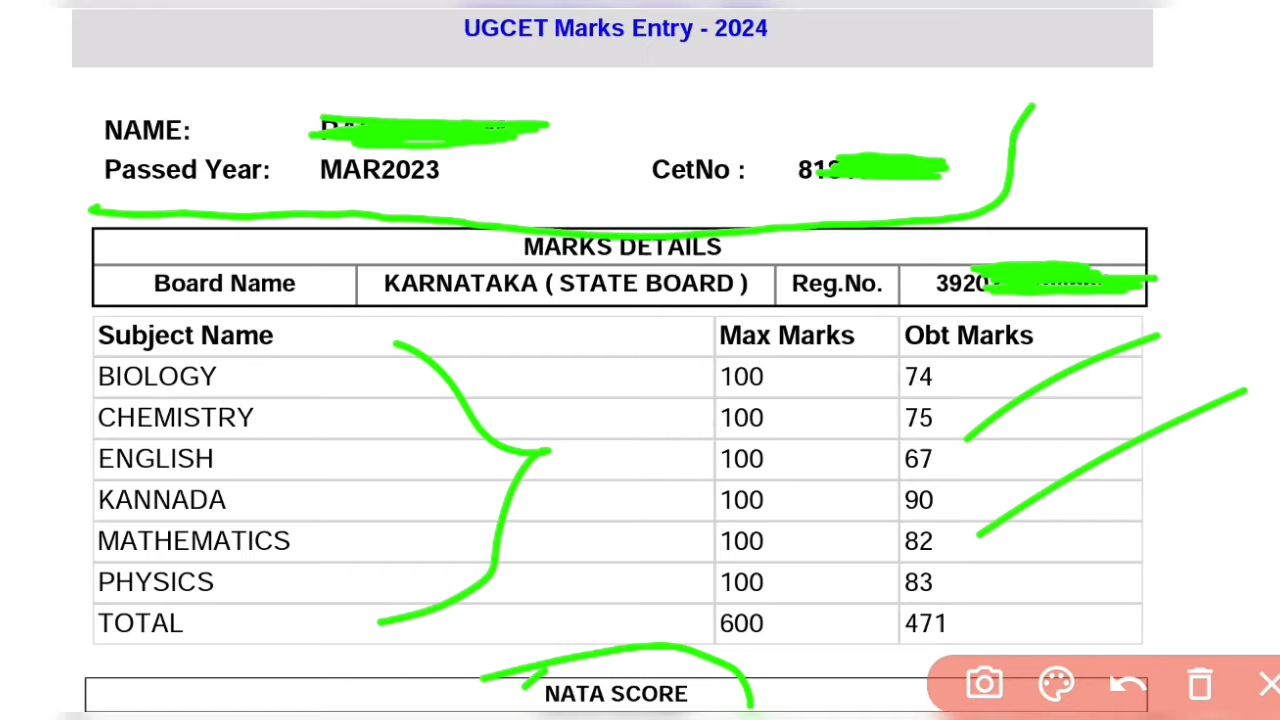 UGCET Marks Entry - 2024
NAME:
Passed Year: MAR2023 CetNo :
MARKS DETAILS
Board Name KARNATAKA ( STATE BOARD ) Reg.No.
Subject Name Max Marks Obt Marks
BIOLOGY 100 74
CHEMISTRY 100 75
ENGLISH 100 67
KANNADA 100 90
MATHEMATICS 100 82
PHYSICS 100 83
TOTAL 600 471
NATA SCORE